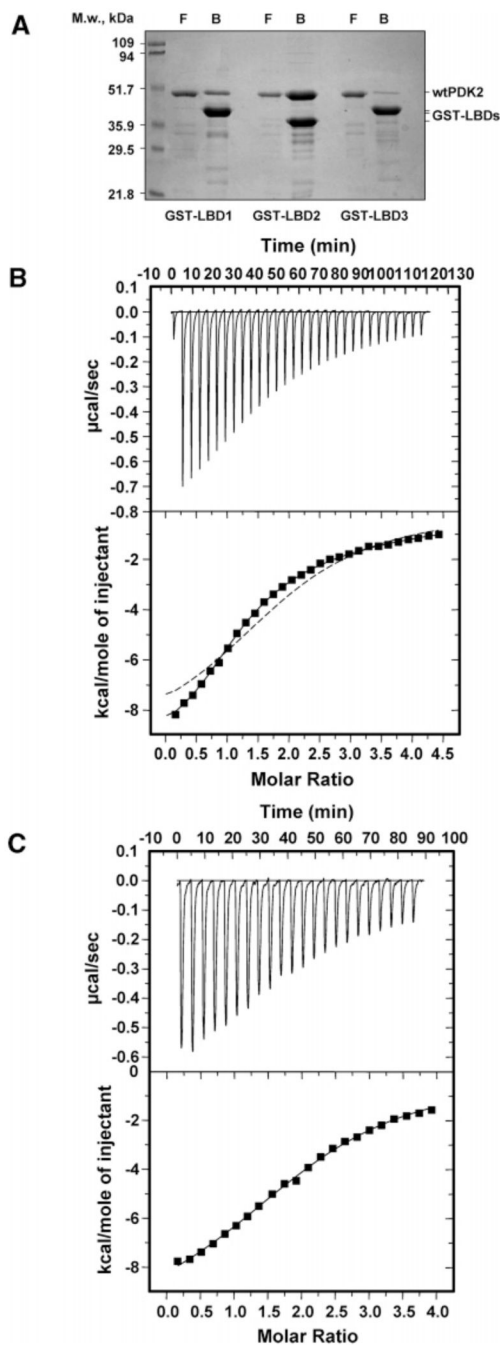 A
M.w., kDa F B F B F B
109
94
51.7
35.9
29.5
21.8
wtPDK2
GST-LBDs
GST-LBD1 GST-LBD2 GST-LBD3
Time (min)
-10 0 10 20 30 40 50 60 70 80 90 100 110 120 130
B
0.1
0.0
-0.1
-0.2
-0.3
-0.4
-0.5
-0.6
-0.7
-0.8
µcal/sec
-2
-4
-6
-8
kcal/mole of injectant
0.0 0.5 1.0 1.5 2.0 2.5 3.0 3.5 4.0 4.5
Molar Ratio
Time (min)
-10 0 10 20 30 40 50 60 70 80 90 100
C
0.1
0.0
-0.1
-0.2
-0.3
-0.4
-0.5
-0.6
µcal/sec
0
-2
-4
-6
-8
kcal/mole of injectant
0.0 0.5 1.0 1.5 2.0 2.5 3.0 3.5 4.0
Molar Ratio